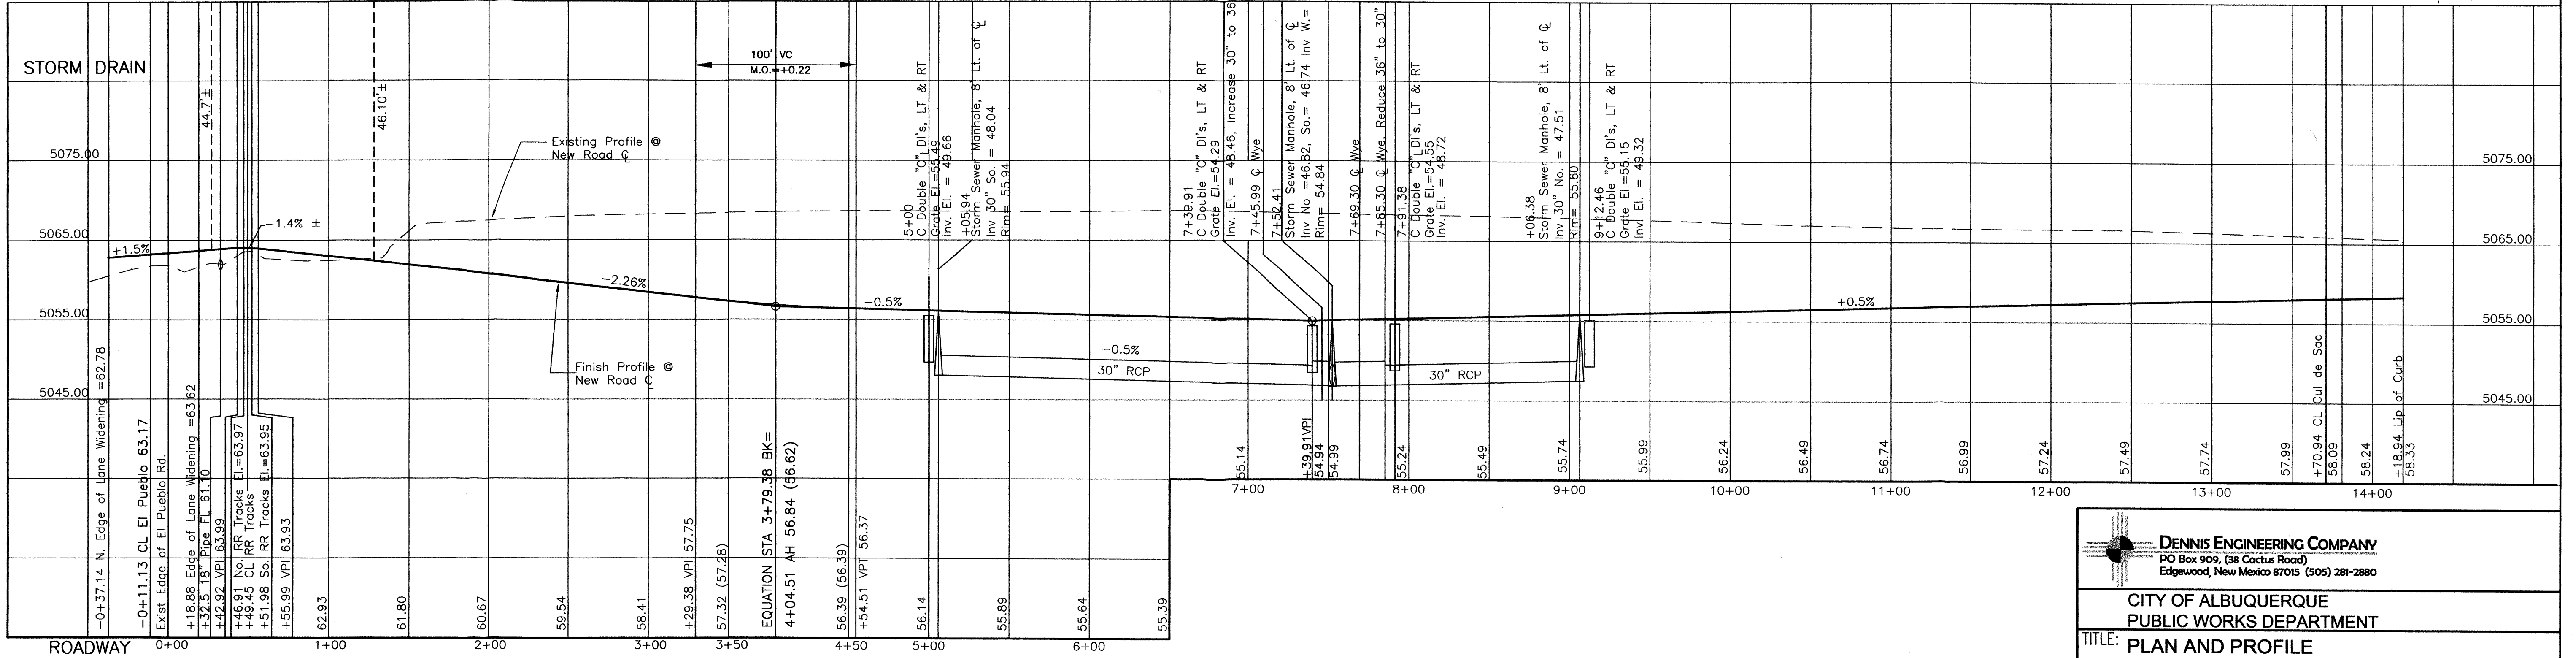 STORM DRAIN
44.7'±
46.10'±
100' VC
M.O.=+0.22
Existing Profile @
New Road ℄
-1.4% ±
+1.5%
-2.26%
-0.5%
+0.5%
Finish Profile @
New Road ℄
5075.00
5065.00
5055.00
5045.00
5075.00
5065.00
5055.00
5045.00
5+00
C Double "C" DI's, LT & RT
Grate El.=55.49
Inv. El. = 49.66
+05.94
Storm Sewer Manhole, 8' Lt. of ℄
Inv 30" So. = 48.04
Rim= 55.94
7+39.91
C Double "C" DI's, LT & RT
Grate El.=54.29
Inv. El. = 48.46, Increase 30" to 36
7+45.99 ℄ Wye
7+52.41
Storm Sewer Manhole, 8' Lt. of ℄
Inv No =46.82, So.= 46.74 Inv W.=
Rim= 54.84
7+69.30 ℄ Wye
7+85.30 ℄ Wye, Reduce 36" to 30"
7+91.38
C Double "C" DI's, LT & RT
Grate El.=54.55
Inv. El. = 48.72
+06.38
Storm Sewer Manhole, 8' Lt. of ℄
Inv 30" No. = 47.51
Rim= 55.60
9+12.46
C Double "C" DI's, LT & RT
Grate El.=55.15
Inv. El. = 49.32
-0.5%
30" RCP
30" RCP
-0+37.14 N. Edge of Lane Widening =62.78
-0+11.13 CL El Pueblo 63.17
Exist Edge of El Pueblo Rd.
+18.88 Edge of Lane Widening =63.62
+32.5 18" Pipe FL 61.10
+42.92 VPI 63.99
+46.91 No. RR Tracks El.=63.97
+49.45 CL RR Tracks
+51.98 So. RR Tracks El.=63.95
+55.99 VPI 63.93
62.93
61.80
60.67
59.54
58.41
+29.38 VPI 57.75
57.32 (57.28)
EQUATION STA 3+79.38 BK=
4+04.51 AH 56.84 (56.62)
56.39 (56.39)
+54.51 VPT 56.37
56.14
55.89
55.64
55.39
55.14
+39.91VPI
54.94
54.99
55.24
55.49
55.74
55.99
56.24
56.49
56.74
56.99
57.24
57.49
57.74
57.99
+70.94 CL Cul de Sac
58.09
58.24
+18.94 Lip of Curb
58.33
7+00 8+00 9+00 10+00 11+00 12+00 13+00 14+00
ROADWAY 0+00 1+00 2+00 3+00 3+50 4+50 5+00 6+00
DENNIS ENGINEERING COMPANY
PO Box 909, (38 Cactus Road)
Edgewood, New Mexico 87015 (505) 281-2880
CITY OF ALBUQUERQUE
PUBLIC WORKS DEPARTMENT
TITLE: PLAN AND PROFILE